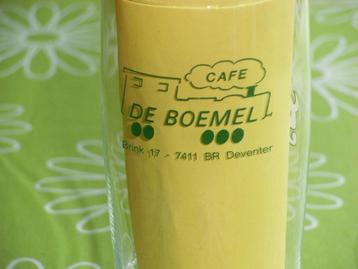 CAFE
DE BOEMEL
Brink 17 - 7411 BR Deventer